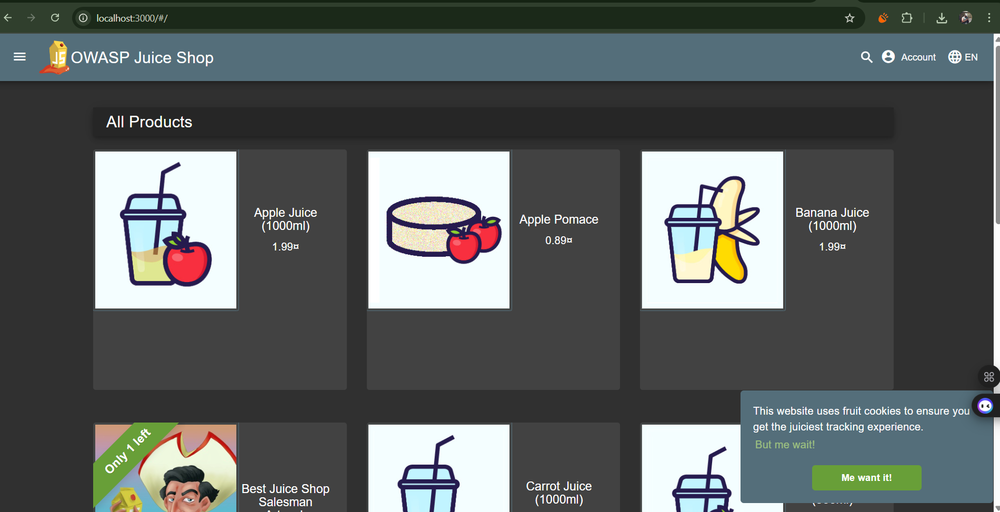 localhost:3000/#/
JS
OWASP Juice Shop
Account
EN
All Products
Apple Juice
(1000ml)
1.99¤
Apple Pomace
0.89¤
Banana Juice
(1000ml)
1.99¤
Only 1 left
Best Juice Shop
Salesman
Carrot Juice
(1000ml)
This website uses fruit cookies to ensure you
get the juiciest tracking experience.
But me wait!
Me want it!